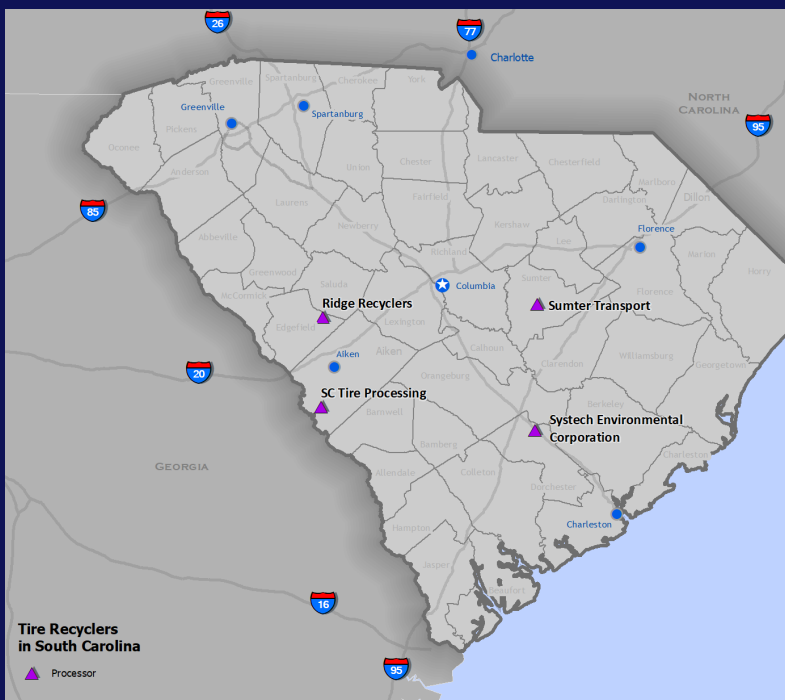 26
77
Charlotte
Greenville
Spartanburg
Cherokee
York
NORTH
CAROLINA
Greenville
Spartanburg
95
Pickens
Oconee
Union
Chester
Lancaster
Chesterfield
Anderson
Marlboro
Dillon
Laurens
Fairfield
Darlington
85
Newberry
Kershaw
Florence
Abbeville
Lee
Richland
Marion
Greenwood
Saluda
Sumter
Horry
Columbia
McCormick
Florence
Ridge Recyclers
Sumter Transport
Edgefield
Lexington
Aiken
Aiken
Calhoun
Williamsburg
20
Orangeburg
Clarendon
Georgetown
SC Tire Processing
Barnwell
Berkeley
Systech Environmental
Corporation
Bamberg
Charleston
GEORGIA
Allendale
Colleton
Dorchester
Charleston
Hampton
Jasper
Beaufort
16
Tire Recyclers
in South Carolina
Processor
95